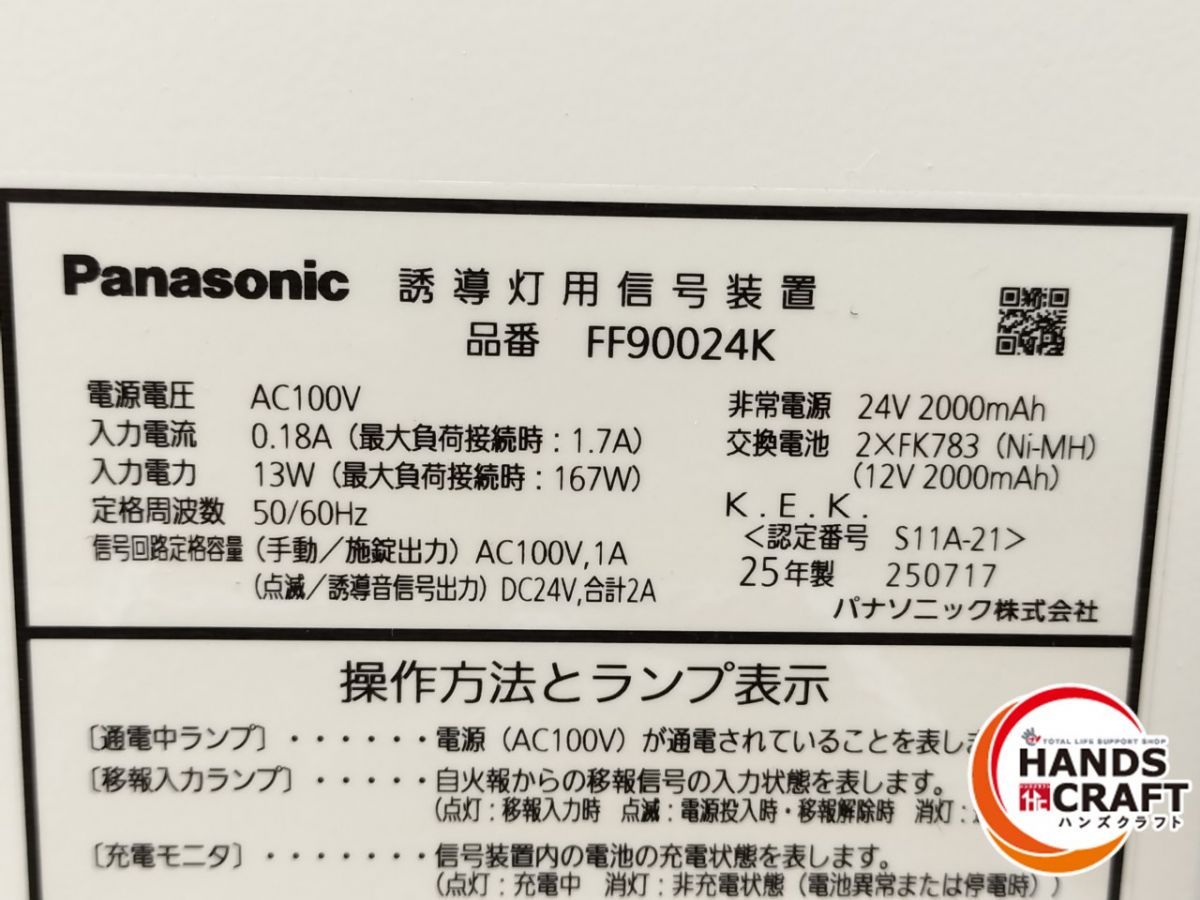 Panasonic 誘導灯用信号装置
品番 FF90024K
電源電圧 AC100V
入力電流 0.18A（最大負荷接続時：1.7A）
入力電力 13W（最大負荷接続時：167W）
定格周波数 50/60Hz
信号回路定格容量（手動／施錠出力）AC100V,1A
（点滅／誘導音信号出力）DC24V,合計2A
非常電源 24V 2000mAh
交換電池 2×FK783（Ni-MH）
（12V 2000mAh）
K.E.K.
＜認定番号 S11A-21＞
25年製 250717
パナソニック株式会社
操作方法とランプ表示
〔通電中ランプ〕・・・・・・電源（AC100V）が通電されていることを表し
〔移報入力ランプ〕・・・・・自火報からの移報信号の入力状態を表します。
（点灯：移報入力時 点滅：電源投入時・移報解除時 消灯：
〔充電モニタ〕・・・・・・・信号装置内の電池の充電状態を表します。
（点灯：充電中 消灯：非充電状態（電池異常または停電時））
TOTAL LIFE SUPPORT SHOP
HANDS
CRAFT
ハンズクラフト